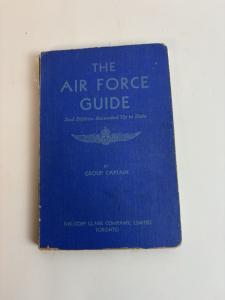 THE
AIR FORCE
GUIDE
2nd Edition Amended Up to Date
BY
GROUP CAPTAIN
THE COPP CLARK COMPANY, LIMITED
TORONTO